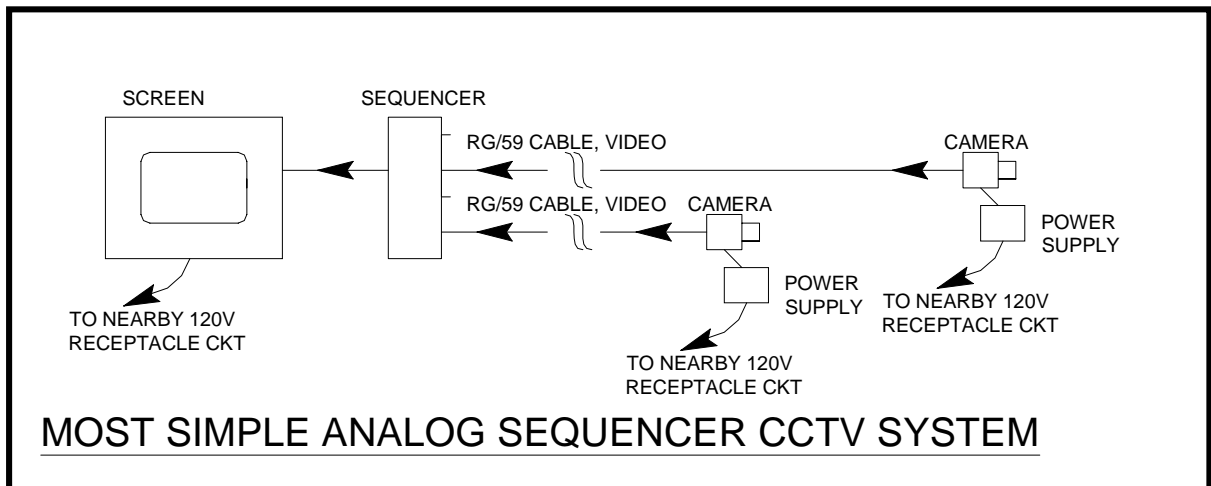 SCREEN
SEQUENCER
RG/59 CABLE, VIDEO
CAMERA
RG/59 CABLE, VIDEO
CAMERA
POWER
SUPPLY
POWER
SUPPLY
TO NEARBY 120V
RECEPTACLE CKT
TO NEARBY 120V
RECEPTACLE CKT
TO NEARBY 120V
RECEPTACLE CKT
MOST SIMPLE ANALOG SEQUENCER CCTV SYSTEM